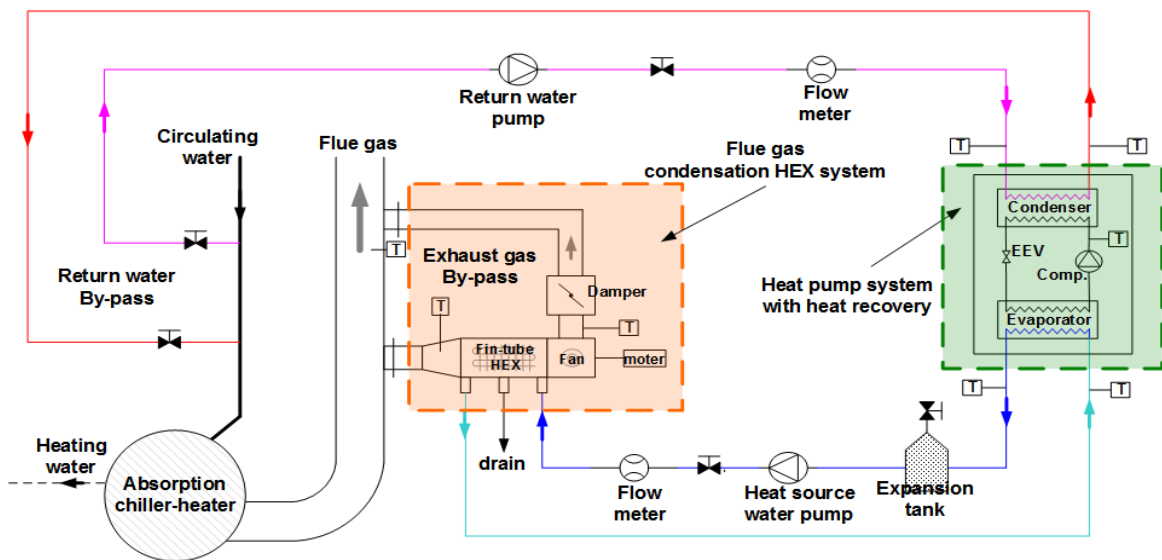 Return water
pump
Flow
meter
Circulating
water
Flue gas
Flue gas
condensation HEX system
T
T
Condenser
T
EEV
Comp.
T
Return water
By-pass
Exhaust gas
By-pass
Damper
Heat pump system
with heat recovery
Evaporator
T
T
Fin-tube
HEX
Fan
moter
T
T
Heating
water
Absorption
chiller-heater
drain
Flow
meter
Heat source
water pump
Expansion
tank